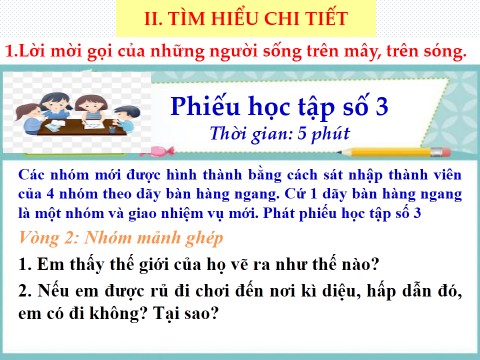 II. TÌM HIỂU CHI TIẾT
1.Lời mời gọi của những người sống trên mây, trên sóng.
Phiếu học tập số 3
Thời gian: 5 phút
Các nhóm mới được hình thành bằng cách sát nhập thành viên
của 4 nhóm theo dãy bàn hàng ngang. Cứ 1 dãy bàn hàng ngang
là một nhóm và giao nhiệm vụ mới. Phát phiếu học tập số 3
Vòng 2: Nhóm mảnh ghép
1. Em thấy thế giới của họ vẽ ra như thế nào?
2. Nếu em được rủ đi chơi đến nơi kì diệu, hấp dẫn đó,
em có đi không? Tại sao?